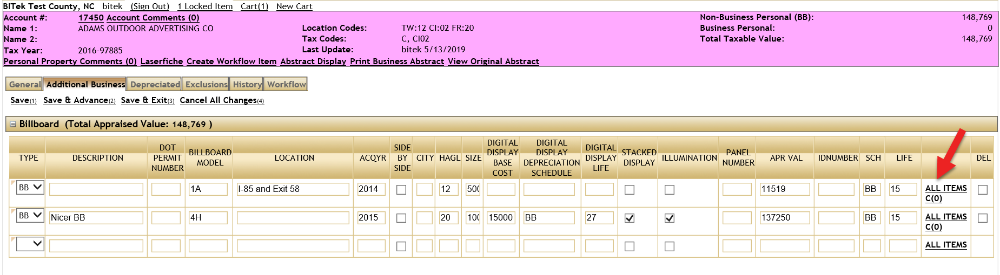 BITek Test County, NC bitek (Sign Out) 1 Locked Item Cart(1) New Cart
Account #: 17450 Account Comments (0) Non-Business Personal (BB): 148,769
Name 1: ADAMS OUTDOOR ADVERTISING CO Location Codes: TW:12 CI:02 FR:20 Business Personal: 0
Name 2: Tax Codes: C, CI02 Total Taxable Value: 148,769
Tax Year: 2016-97885 Last Update: bitek 5/13/2019
Personal Property Comments (0) Laserfiche Create Workflow Item Abstract Display Print Business Abstract View Original Abstract
General Additional Business Depreciated Exclusions History Workflow
Save(1) Save & Advance(2) Save & Exit(3) Cancel All Changes(4)
Billboard (Total Appraised Value: 148,769 )
TYPE DESCRIPTION DOT PERMIT NUMBER BILLBOARD MODEL LOCATION ACQYR SIDE BY SIDE CITY HAGL SIZE DIGITAL DISPLAY BASE COST DIGITAL DISPLAY DEPRECIATION SCHEDULE DIGITAL DISPLAY LIFE STACKED DISPLAY ILLUMINATION PANEL NUMBER APR VAL IDNUMBER SCH LIFE DEL
BB 1A I-85 and Exit 58 2014 12 500 11519 BB 15 ALL ITEMS
C(0)
BB Nicer BB 4H 2015 20 100 15000 BB 27 137250 BB 15 ALL ITEMS
C(0)
ALL ITEMS